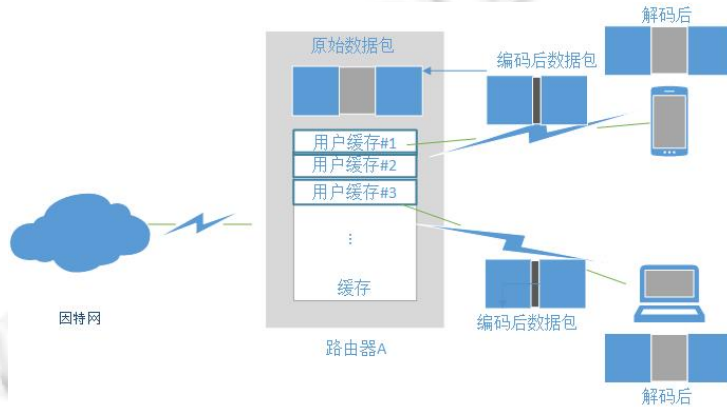 解码后
原始数据包
编码后数据包
用户缓存#1
用户缓存#2
用户缓存#3
⋮
缓存
因特网
编码后数据包
路由器A
解码后